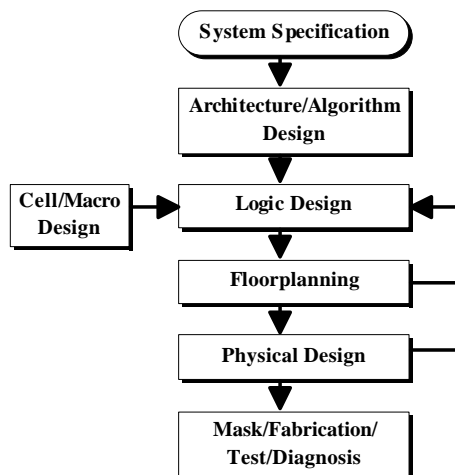 System Specification
Architecture/Algorithm
Design
Cell/Macro
Design
Logic Design
Floorplanning
Physical Design
Mask/Fabrication/
Test/Diagnosis